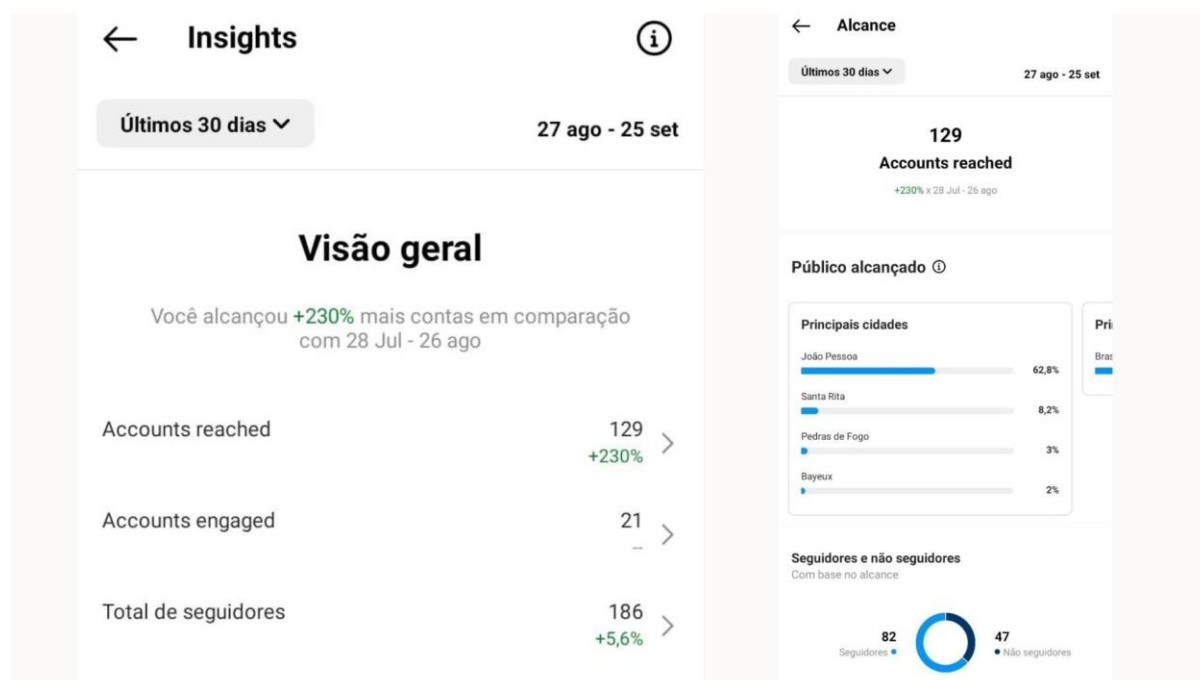 Insights
Últimos 30 dias
27 ago - 25 set
Visão geral
Você alcançou +230% mais contas em comparação
com 28 Jul - 26 ago
Accounts reached
129
+230%
Accounts engaged
21
--
Total de seguidores
186
+5,6%
Alcance
Últimos 30 dias
27 ago - 25 set
129
Accounts reached
+230% x 28 Jul - 26 ago
Público alcançado
Principais cidades
João Pessoa
62,8%
Santa Rita
8,2%
Pedras de Fogo
3%
Bayeux
2%
Pri
Bras
Seguidores e não seguidores
Com base no alcance
82
Seguidores
47
Não seguidores